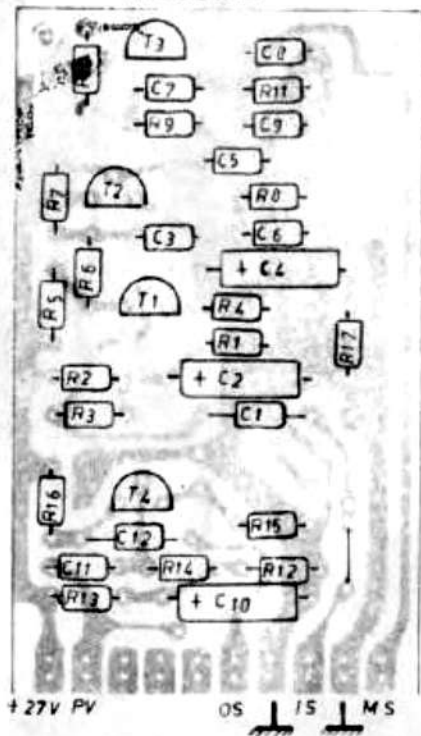 T3
C8
C7
R11
R9
C9
C5
T2
R7
R8
C3
C6
R6
+ C4
R5
T1
R4
R1
R17
R2
+ C2
R3
C1
R16
T4
R15
C12
C11
R14
R12
R13
+ C10
+27V PV OS IS MS